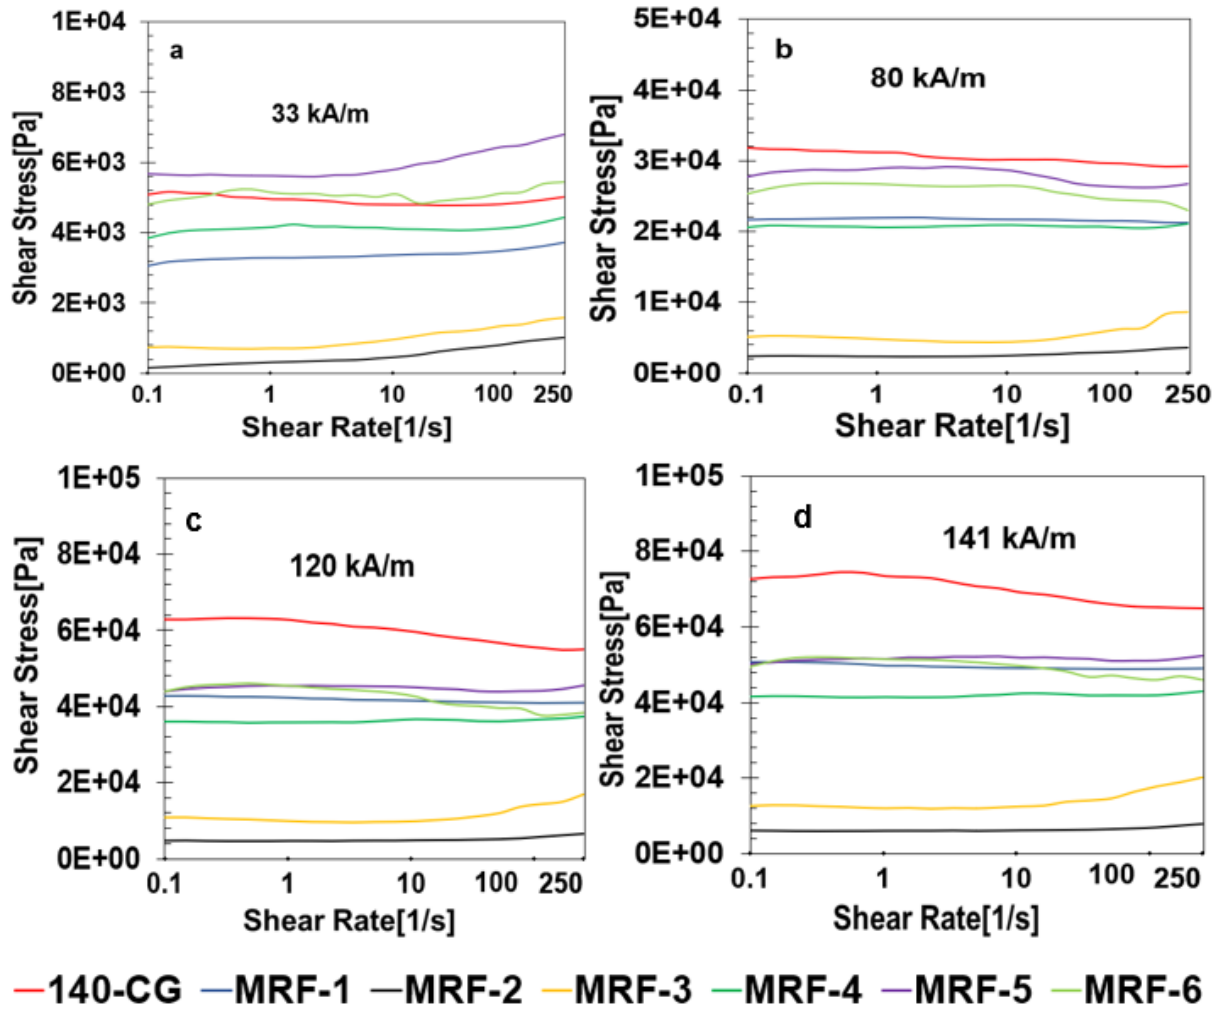 a
33 kA/m
1E+04
8E+03
6E+03
4E+03
2E+03
0E+00
Shear Stress[Pa]
0.1 1 10 100 250
Shear Rate[1/s]
b
80 kA/m
5E+04
4E+04
3E+04
2E+04
1E+04
0E+00
Shear Stress[Pa]
0.1 1 10 100 250
Shear Rate[1/s]
c
120 kA/m
1E+05
8E+04
6E+04
4E+04
2E+04
0E+00
Shear Stress[Pa]
0.1 1 10 100 250
Shear Rate[1/s]
d
141 kA/m
1E+05
8E+04
6E+04
4E+04
2E+04
0E+00
Shear Stress[Pa]
0.1 1 10 100 250
Shear Rate[1/s]
140-CG MRF-1 MRF-2 MRF-3 MRF-4 MRF-5 MRF-6